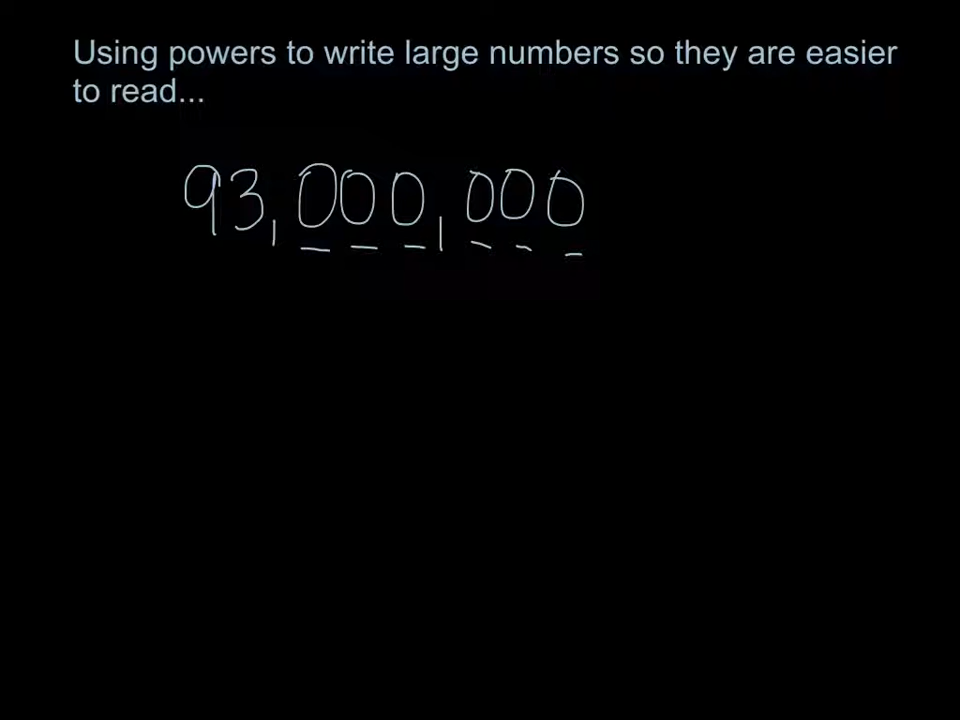 Using powers to write large numbers so they are easier
to read...
93,000,000